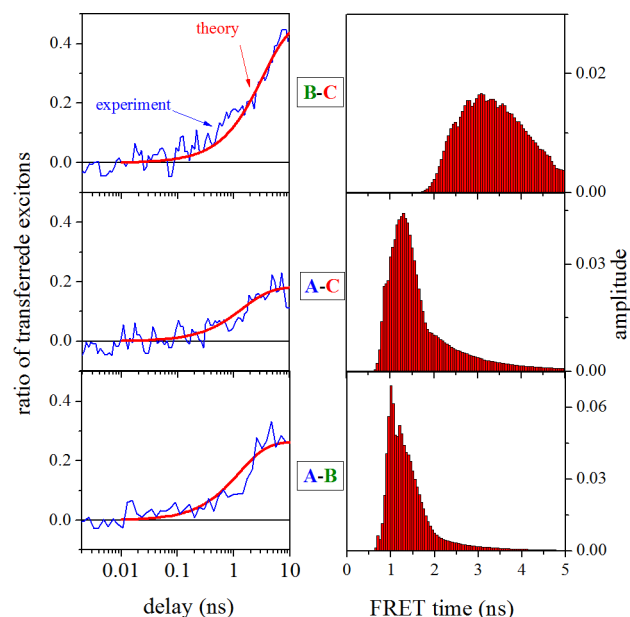 theory
experiment
0.4
0.2
0.0
B-C
0.02
0.00
0.4
0.2
0.0
A-C
0.03
0.00
0.4
0.2
0.0
A-B
0.06
0.03
0.00
ratio of transferrede excitons
amplitude
0.01
0.1
1
10
0
1
2
3
4
5
delay (ns)
FRET time (ns)